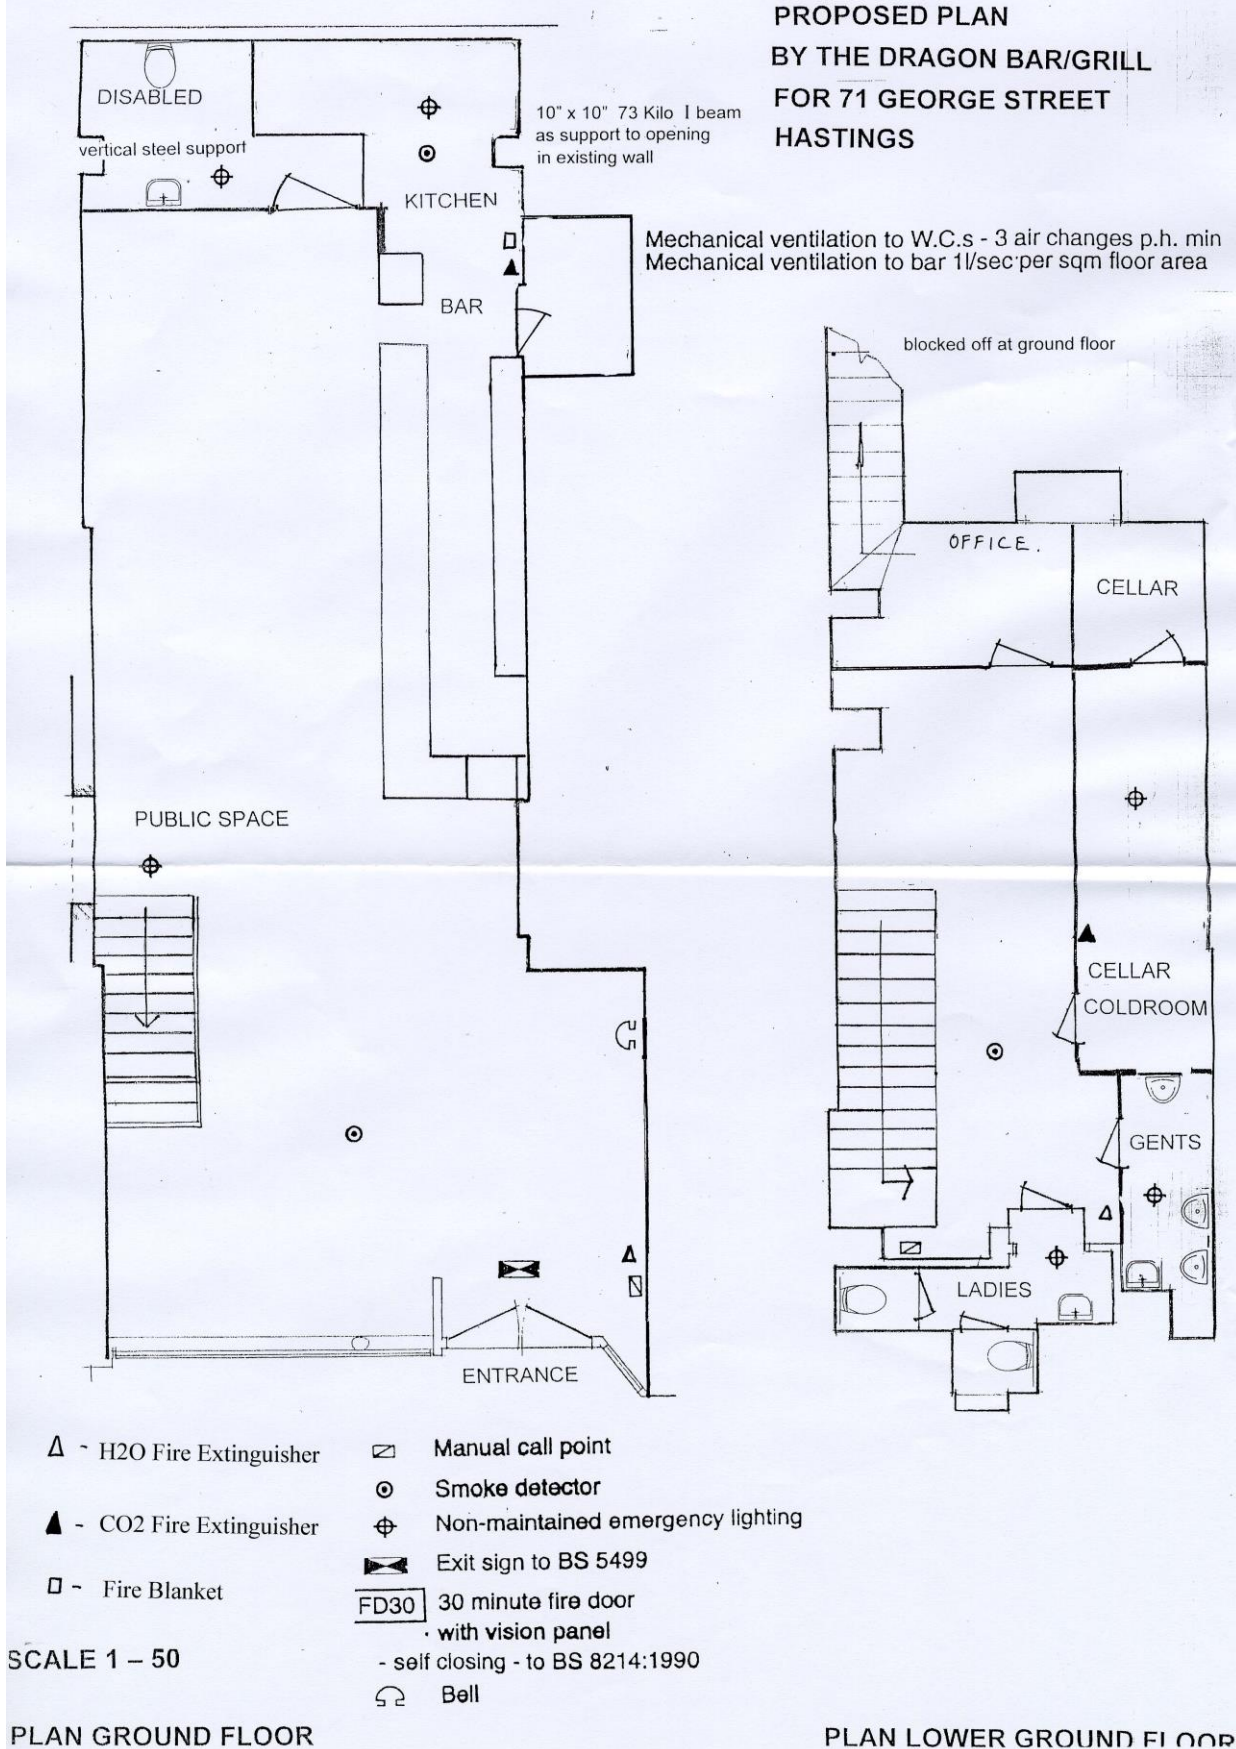 PROPOSED PLAN
BY THE DRAGON BAR/GRILL
FOR 71 GEORGE STREET
HASTINGS
DISABLED
vertical steel support
10" x 10" 73 Kilo I beam
as support to opening
in existing wall
KITCHEN
Mechanical ventilation to W.C.s - 3 air changes p.h. min
Mechanical ventilation to bar 1l/sec per sqm floor area
BAR
blocked off at ground floor
OFFICE.
CELLAR
PUBLIC SPACE
CELLAR
COLDROOM
GENTS
LADIES
ENTRANCE
- H2O Fire Extinguisher
Manual call point
Smoke detector
- CO2 Fire Extinguisher
Non-maintained emergency lighting
Exit sign to BS 5499
- Fire Blanket
FD30 30 minute fire door
with vision panel
- self closing - to BS 8214:1990
Bell
SCALE 1 – 50
PLAN GROUND FLOOR
PLAN LOWER GROUND FLOOR